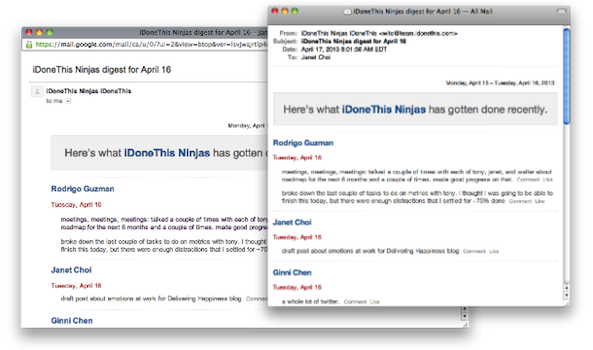 iDoneThis Ninjas digest for April 16
https://mail.google.com/mail/ca/u/0/?ui=2&view=btop&ver=
iDoneThis Ninjas digest for April 16
iDoneThis Ninjas iDoneThis
to me
Monday, April
Here's what iDoneThis Ninjas has gotten
Rodrigo Guzman
Tuesday, April 16
meetings, meetings, meetings: talked a couple of times with each of tony,
roadmap for the next 6 months and a couple of times. made good progress
broke down the last couple of tasks to do on metrics with tony. I thought
finish this today, but there were enough distractions that I settled for ~75% done
Janet Choi
Tuesday, April 16
draft post about emotions at work for Delivering Happiness blog Comment
Ginni Chen
iDoneThis Ninjas digest for April 16 — All Mail
From: iDoneThis iDoneThis
Subject: iDoneThis Ninjas digest for April 16
Date: April 17, 2013 9:01:56 AM EDT
To: Janet Choi
Monday, April 15 – Tuesday, April 16, 2013
Here's what iDoneThis Ninjas has gotten done recently.
Rodrigo Guzman
Tuesday, April 16
meetings, meetings, meetings: talked a couple of times with each of tony, janet, and walter about
roadmap for the next 6 months and a couple of times. made good progress on that. Comment Like
broke down the last couple of tasks to do on metrics with tony. I thought I was going to be able to
finish this today, but there were enough distractions that I settled for ~75% done Comment Like
Janet Choi
Tuesday, April 16
draft post about emotions at work for Delivering Happiness blog Comment Like
Ginni Chen
Tuesday, April 16
a whole lot of twitter. Comment Like